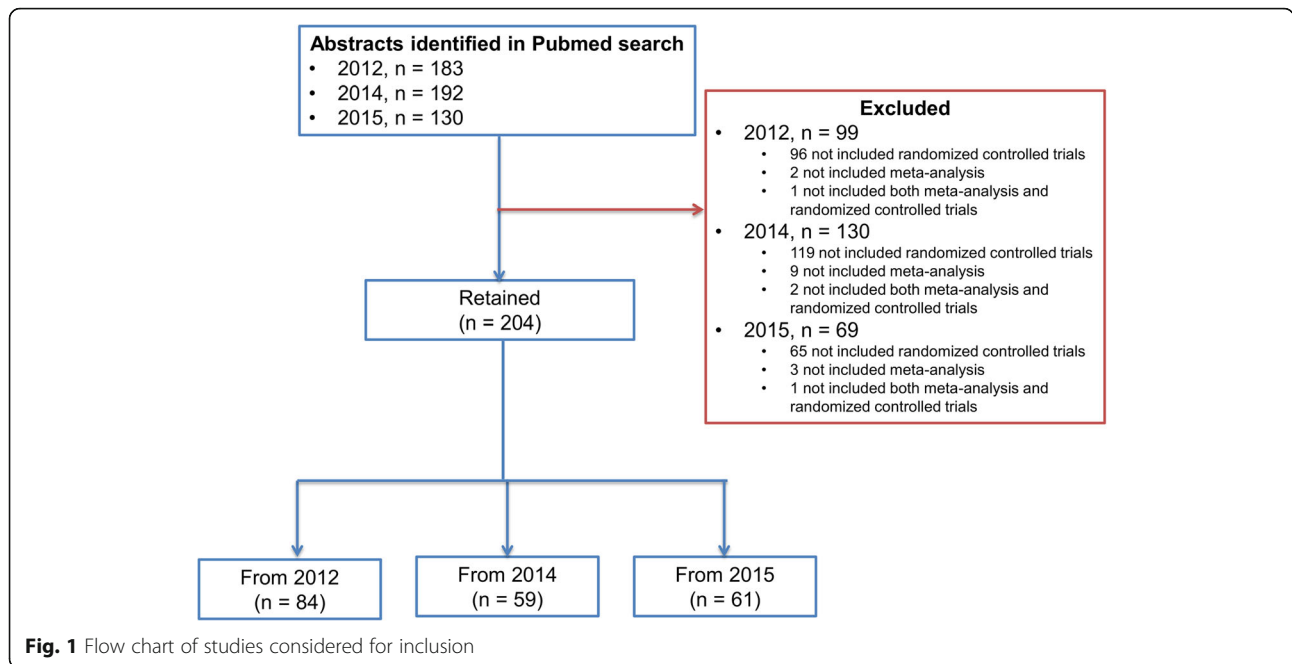 Abstracts identified in Pubmed search
• 2012, n = 183
• 2014, n = 192
• 2015, n = 130
Excluded
• 2012, n = 99
• 96 not included randomized controlled trials
• 2 not included meta-analysis
• 1 not included both meta-analysis and
randomized controlled trials
• 2014, n = 130
• 119 not included randomized controlled trials
• 9 not included meta-analysis
• 2 not included both meta-analysis and
randomized controlled trials
• 2015, n = 69
• 65 not included randomized controlled trials
• 3 not included meta-analysis
• 1 not included both meta-analysis and
randomized controlled trials
Retained
(n = 204)
From 2012
(n = 84)
From 2014
(n = 59)
From 2015
(n = 61)
Fig. 1 Flow chart of studies considered for inclusion